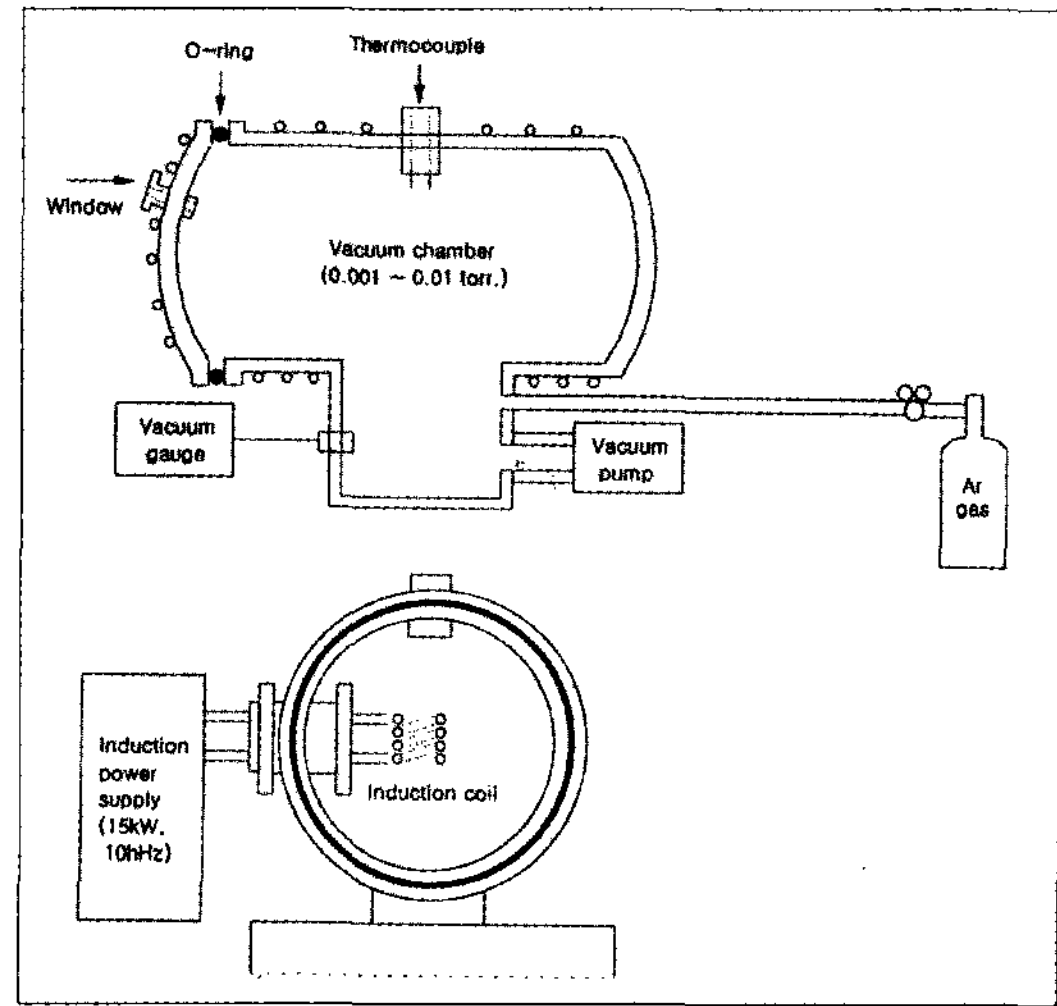 O-ring
Thermocouple
Window
Vacuum chamber
(0.001 ~ 0.01 torr.)
Vacuum
gauge
Vacuum
pump
Ar
gas
Induction
power
supply
(15kW,
10hHz)
Induction coil